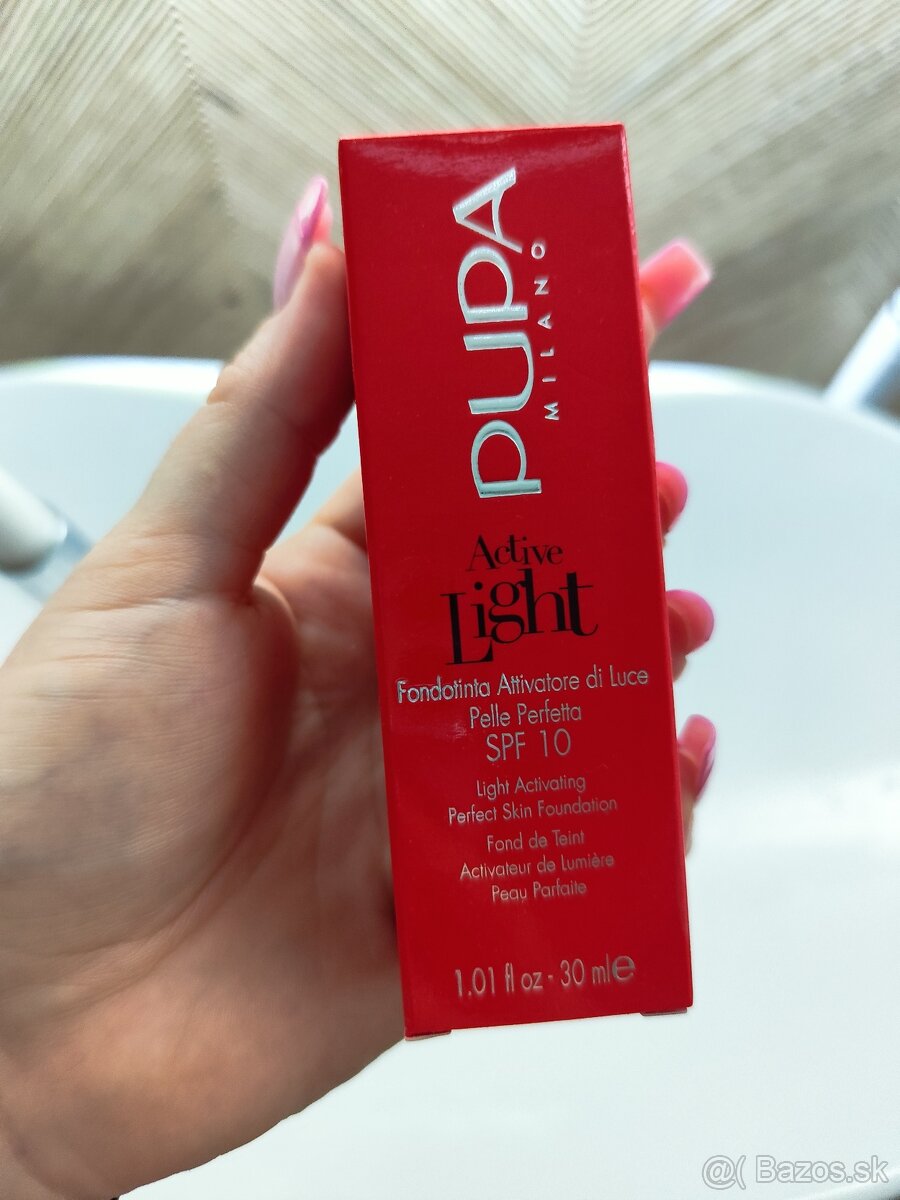 PUPA
MILANO
Active
Light
Fondotinta Attivatore di Luce
Pelle Perfetta
SPF 10
Light Activating
Perfect Skin Foundation
Fond de Teint
Activateur de Lumière
Peau Parfaite
1.01 fl oz - 30 ml℮
@( Bazos.sk